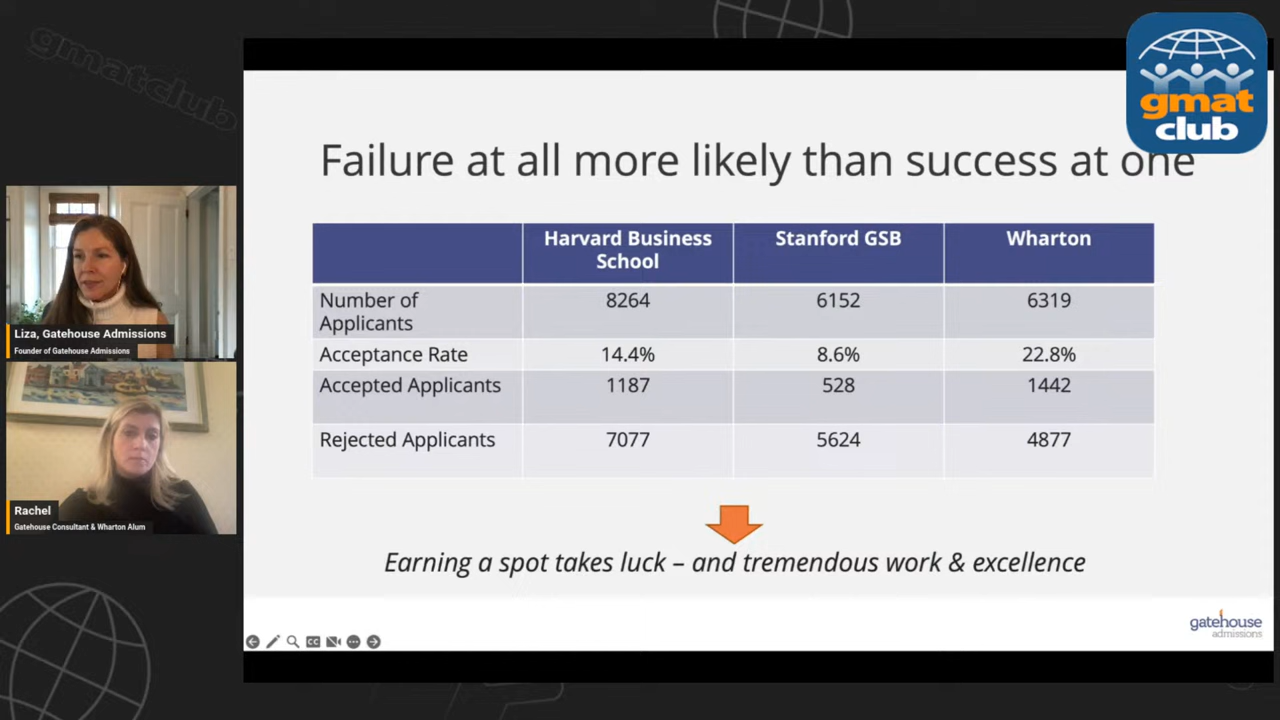 gmatclub
gmat
club
Failure at all more likely than success at one
Harvard Business
School
Stanford GSB
Wharton
Number of
Applicants
8264
6152
6319
Acceptance Rate
14.4%
8.6%
22.8%
Accepted Applicants
1187
528
1442
Rejected Applicants
7077
5624
4877
Earning a spot takes luck – and tremendous work & excellence
gatehouse
admissions
CC
Liza, Gatehouse Admissions
Founder of Gatehouse Admissions
Rachel
Gatehouse Consultant & Wharton Alum